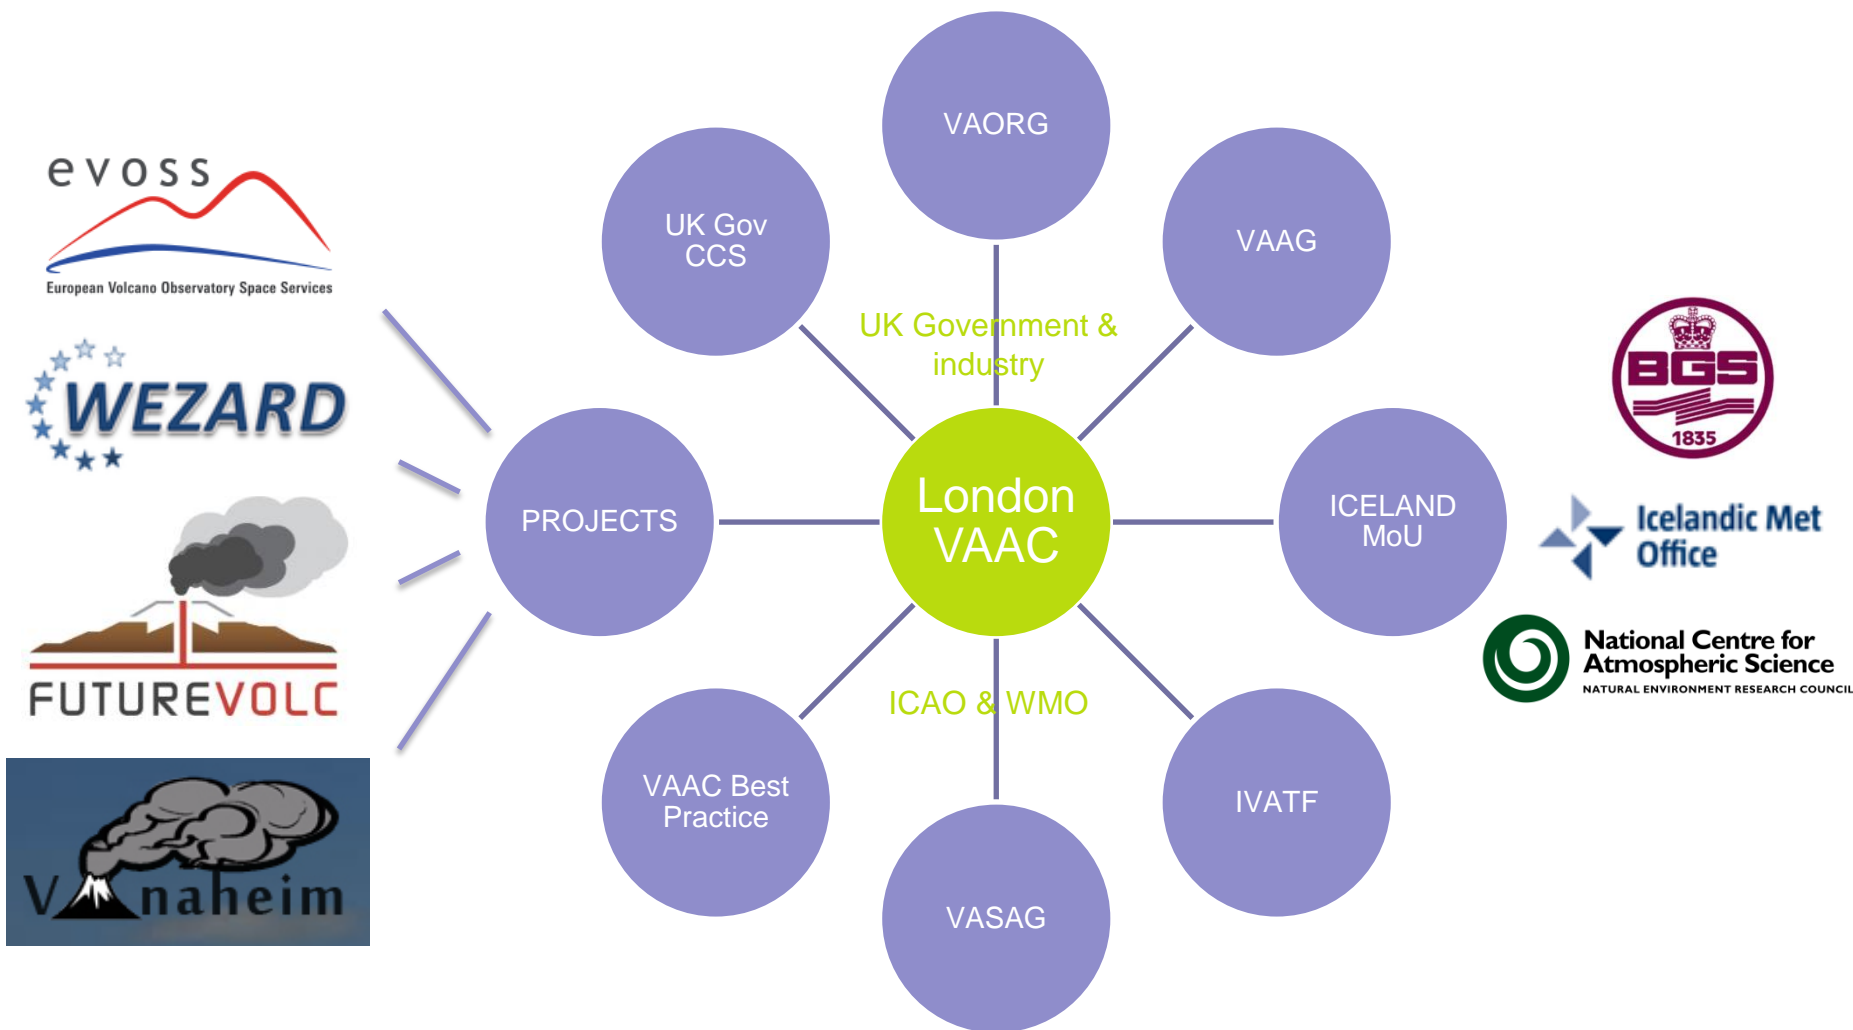 evoss
European Volcano Observatory Space Services
WEZARD
FUTUREVOLC
Vanaheim
VAORG
UK Gov
CCS
VAAG
UK Government &
industry
PROJECTS
London
VAAC
ICELAND
MoU
ICAO & WMO
VAAC Best
Practice
IVATF
VASAG
BGS
1835
Icelandic Met
Office
National Centre for
Atmospheric Science
NATURAL ENVIRONMENT RESEARCH COUNCIL